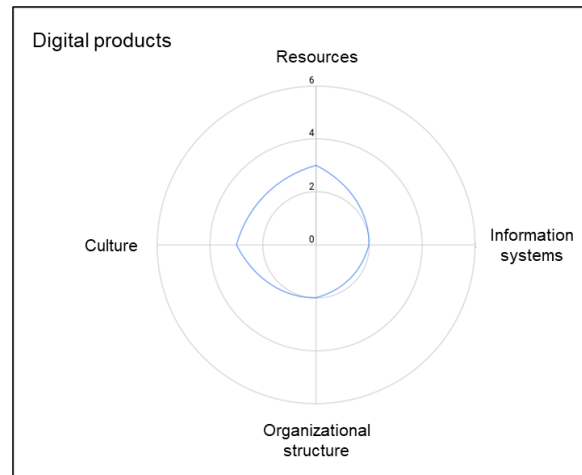 Digital products
Resources
6
4
2
0
Culture
Information
systems
Organizational
structure